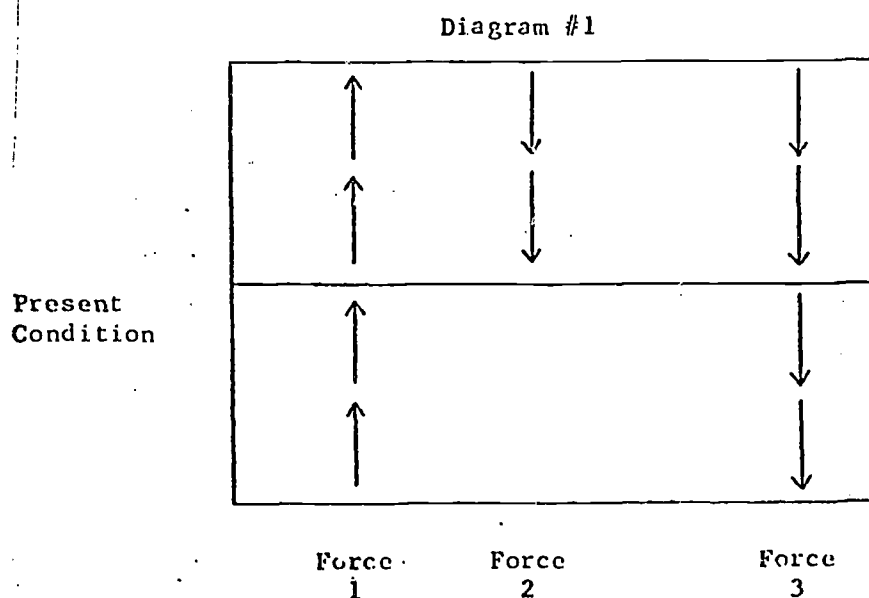 Diagram #1
Present
Condition
Force Force Force
1 2 3